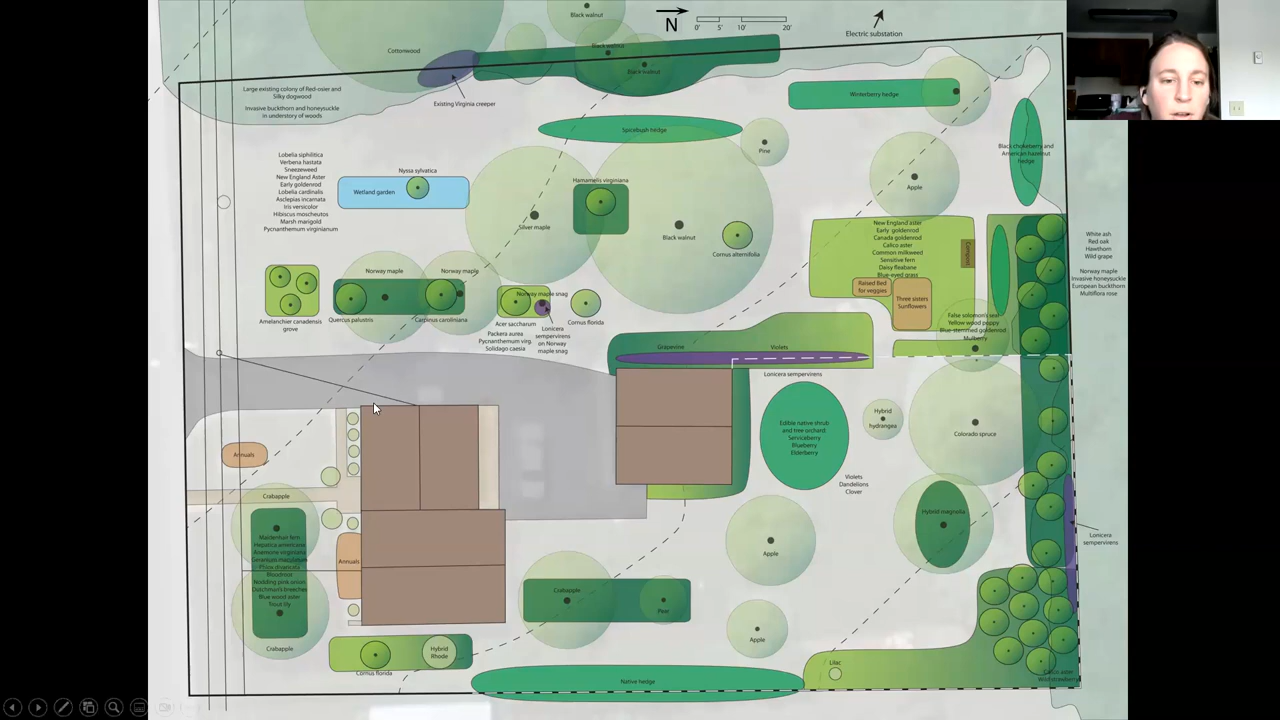 Black walnut
N
0'
5'
10'
20'
Electric substation
Cottonwood
Black walnut
Black walnut
Large existing colony of Red-osier and
Silky dogwood
Invasive buckthorn and honeysuckle
in understory of woods
Existing Virginia creeper
Winterberry hedge
Spicebush hedge
Pine
Black chokeberry and
American hazelnut
hedge
Lobelia siphilitica
Verbena hastata
Sneezeweed
New England Aster
Early goldenrod
Lobelia cardinalis
Asclepias incarnata
Iris versicolor
Hibiscus moscheutos
Marsh marigold
Pycnanthemum virginianum
Nyssa sylvatica
Wetland garden
Hamamelis virginiana
Apple
Silver maple
Black walnut
Cornus alternifolia
New England aster
Early goldenrod
Canada goldenrod
Calico aster
Common milkweed
Sensitive fern
Daisy fleabane
Blue-eyed grass
Compost
White ash
Red oak
Hawthorn
Wild grape
Norway maple
Invasive honeysuckle
European buckthorn
Multiflora rose
Norway maple
Norway maple
Raised Bed
for veggies
Three sisters
Sunflowers
Norway maple snag
Amelanchier canadensis
grove
Quercus palustris
Carpinus caroliniana
Acer saccharum
Cornus florida
Packera aurea
Pycnanthemum virg.
Solidago caesia
Lonicera
sempervirens
on Norway
maple snag
False solomon's seal
Yellow wood poppy
Blue-stemmed goldenrod
Mulberry
Grapevine
Violets
Lonicera sempervirens
Edible native shrub
and tree orchard:
Serviceberry
Blueberry
Elderberry
Hybrid
hydrangea
Colorado spruce
Annuals
Violets
Dandelions
Clover
Crabapple
Hybrid magnolia
Lonicera
sempervirens
Maidenhair fern
Hepatica americana
Anemone virginiana
Geranium maculatum
Phlox divaricata
Bloodroot
Nodding pink onion
Dutchman's breeches
Blue wood aster
Trout lily
Annuals
Apple
Crabapple
Pear
Crabapple
Hybrid
Rhodo
Cornus florida
Apple
Lilac
Native hedge
Calico aster
Wild strawberry